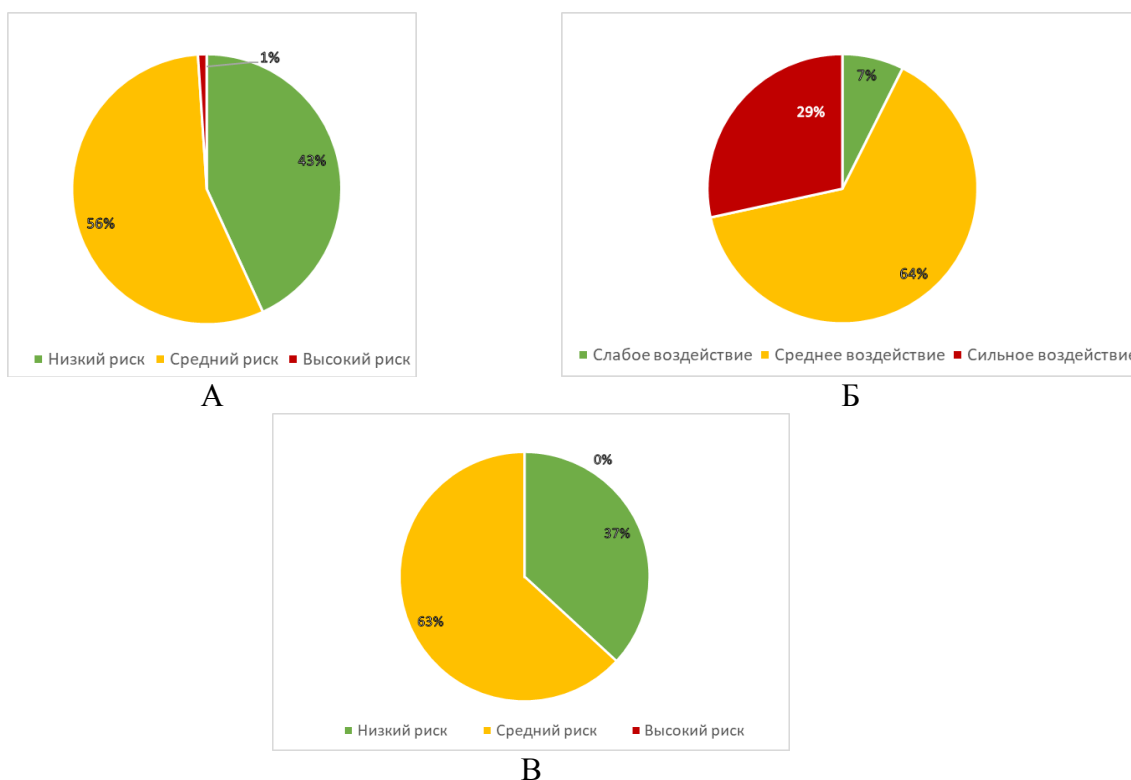 1%
43%
56%
Низкий риск Средний риск Высокий риск
А
7%
29%
64%
Слабое воздействие Среднее воздействие Сильное воздействие
Б
0%
37%
63%
Низкий риск Средний риск Высокий риск
В